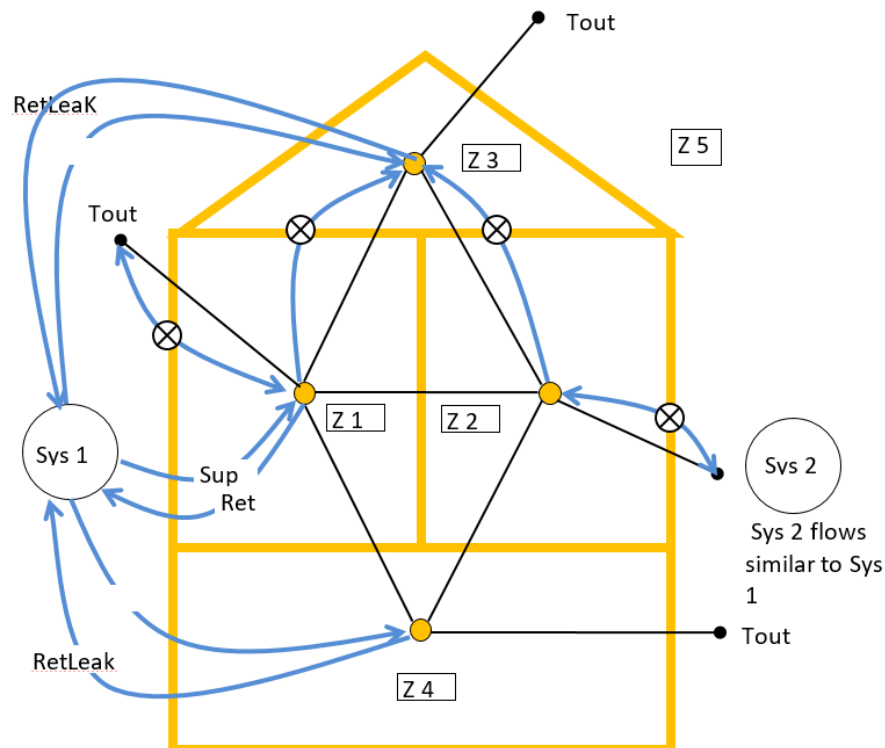 Tout
RetLeaK
Z 3
Z 5
Tout
Z 1
Z 2
Sys 1
Sup
Ret
Sys 2
Sys 2 flows
similar to Sys
1
Tout
RetLeak
Z 4